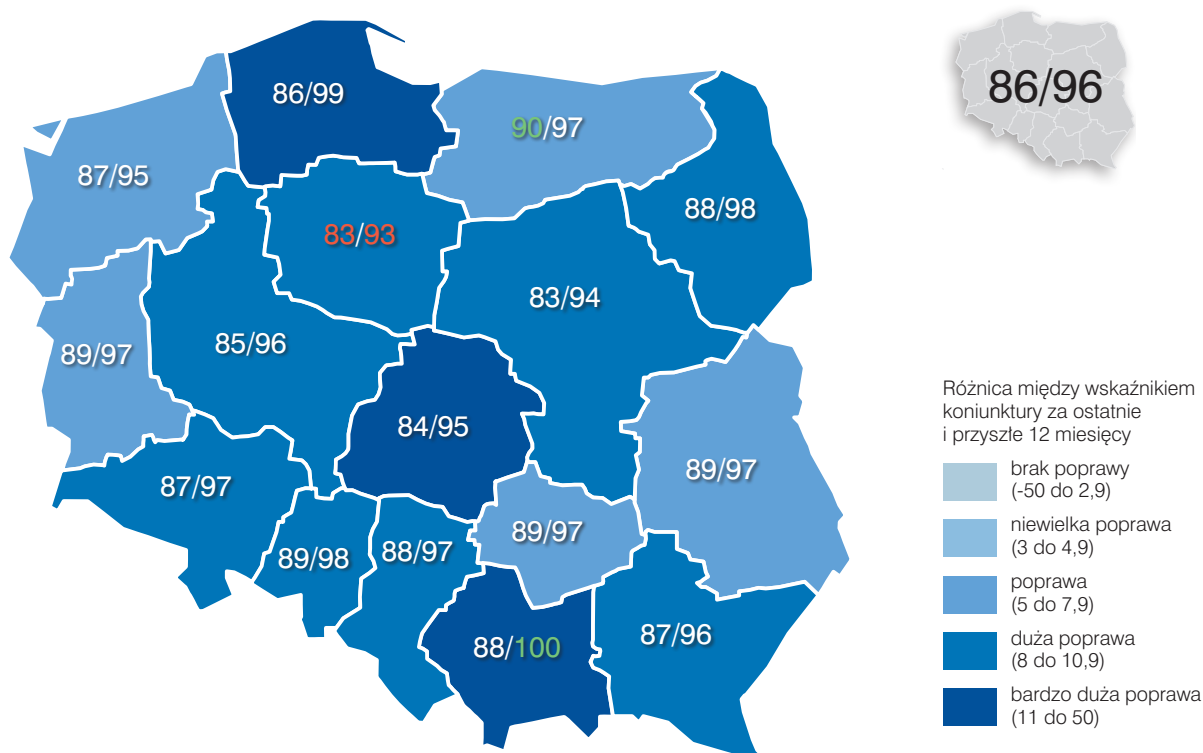 86/99
86/96
90/97
87/95
88/98
83/93
83/94
85/96
89/97
84/95
89/97
87/97
89/97
88/97
89/98
87/96
88/100
Różnica między wskaźnikiem
koniunktury za ostatnie
i przyszłe 12 miesięcy
brak poprawy
(-50 do 2,9)
niewielka poprawa
(3 do 4,9)
poprawa
(5 do 7,9)
duża poprawa
(8 do 10,9)
bardzo duża poprawa
(11 do 50)